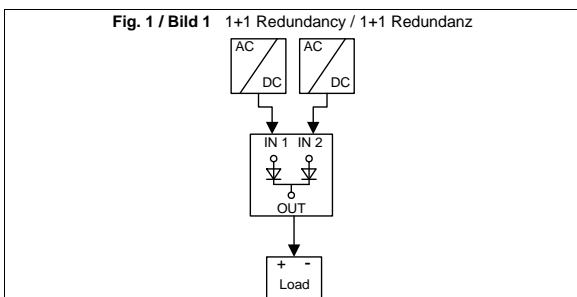 Fig. 1 / Bild 1 1+1 Redundancy / 1+1 Redundanz
AC AC
DC DC
IN 1 IN 2
OUT
+ -
Load